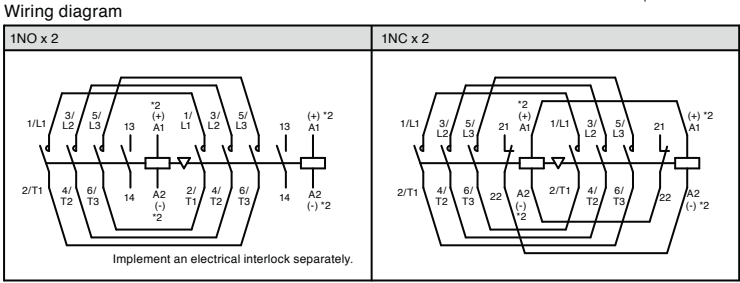 Wiring diagram
1NO x 2
1NC x 2
1/L1
3/
L2
5/
L3
13
*2
(+)
A1
1/
L1
3/
L2
5/
L3
13
(+) *2
A1
2/T1
4/
T2
6/
T3
14
A2
(-)
*2
2/
T1
4/
T2
6/
T3
14
A2
(-) *2
Implement an electrical interlock separately.
1/L1
3/
L2
5/
L3
21
*2
(+)
A1
1/L1
3/
L2
5/
L3
21
(+) *2
A1
2/T1
4/
T2
6/
T3
22
A2
(-)
*2
2/T1
4/
T2
6/
T3
22
A2
(-) *2